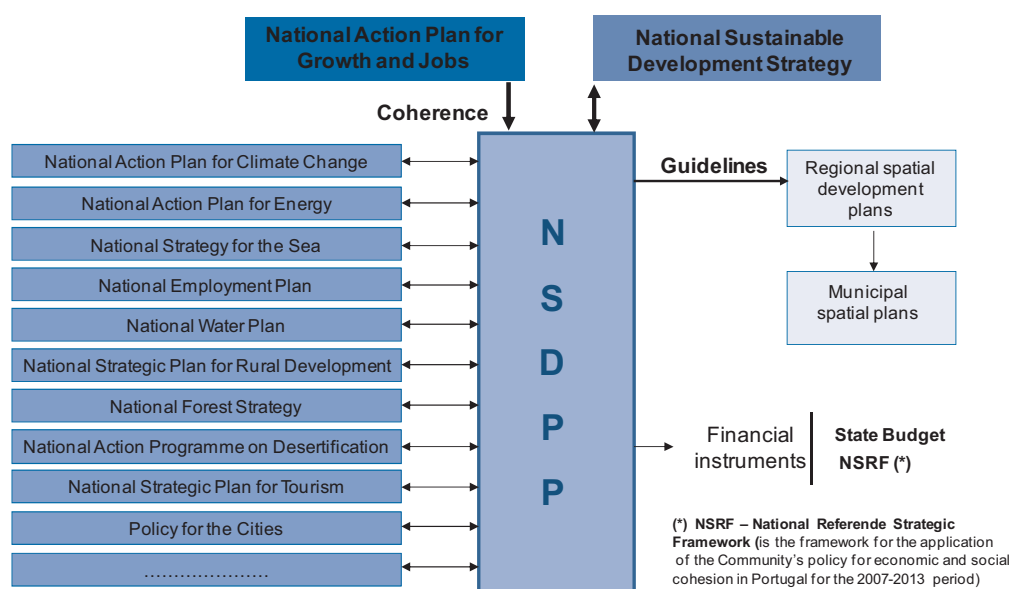 National Action Plan for
Growth and Jobs
National Sustainable
Development Strategy
Coherence
National Action Plan for Climate Change
National Action Plan for Energy
National Strategy for the Sea
National Employment Plan
National Water Plan
National Strategic Plan for Rural Development
National Forest Strategy
National Action Programme on Desertification
National Strategic Plan for Tourism
Policy for the Cities
…………………
N
S
D
P
P
Guidelines
Regional spatial
development
plans
Municipal
spatial plans
Financial
instruments
State Budget
NSRF (*)
(*) NSRF – National Referende Strategic
Framework (is the framework for the application
of the Community's policy for economic and social
cohesion in Portugal for the 2007-2013 period)